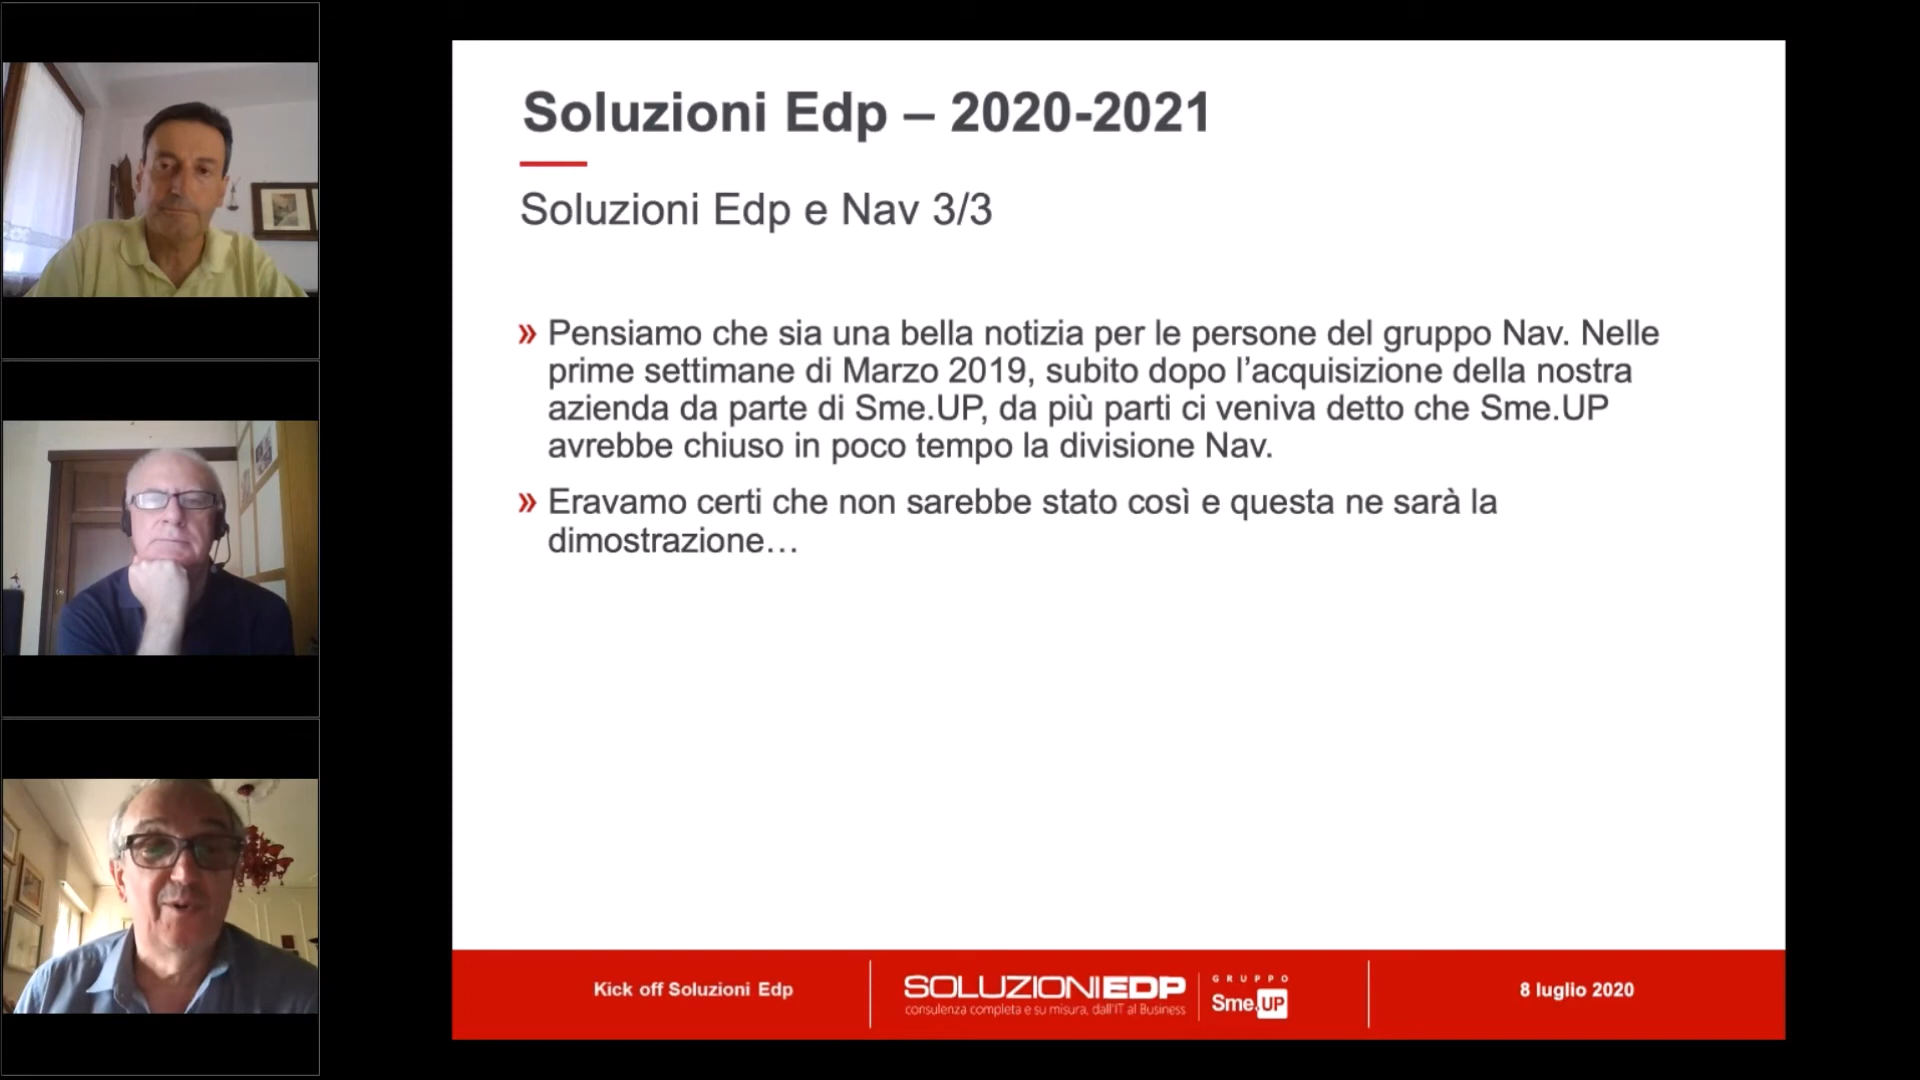 Soluzioni Edp – 2020-2021
Soluzioni Edp e Nav 3/3
» Pensiamo che sia una bella notizia per le persone del gruppo Nav. Nelle
prime settimane di Marzo 2019, subito dopo l’acquisizione della nostra
azienda da parte di Sme.UP, da più parti ci veniva detto che Sme.UP
avrebbe chiuso in poco tempo la divisione Nav.
» Eravamo certi che non sarebbe stato così e questa ne sarà la
dimostrazione…
Kick off Soluzioni Edp
SOLUZIONIEDP
consulenza completa e su misura, dall'IT al Business
GRUPPO
Sme.UP
8 luglio 2020